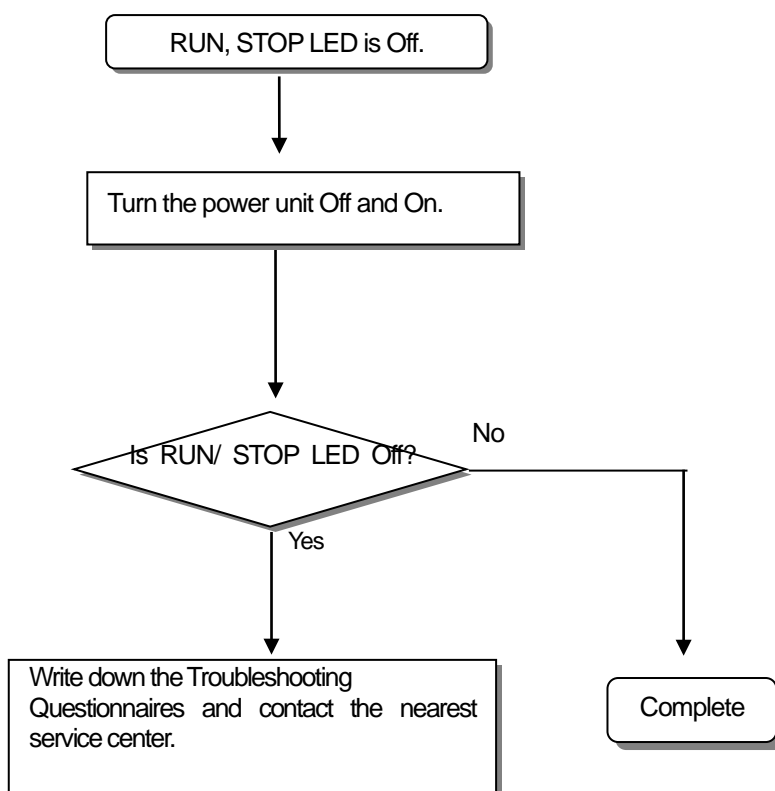 RUN, STOP LED is Off.
Turn the power unit Off and On.
Is RUN/ STOP LED Off?
No
Yes
Write down the Troubleshooting
Questionnaires and contact the nearest
service center.
Complete